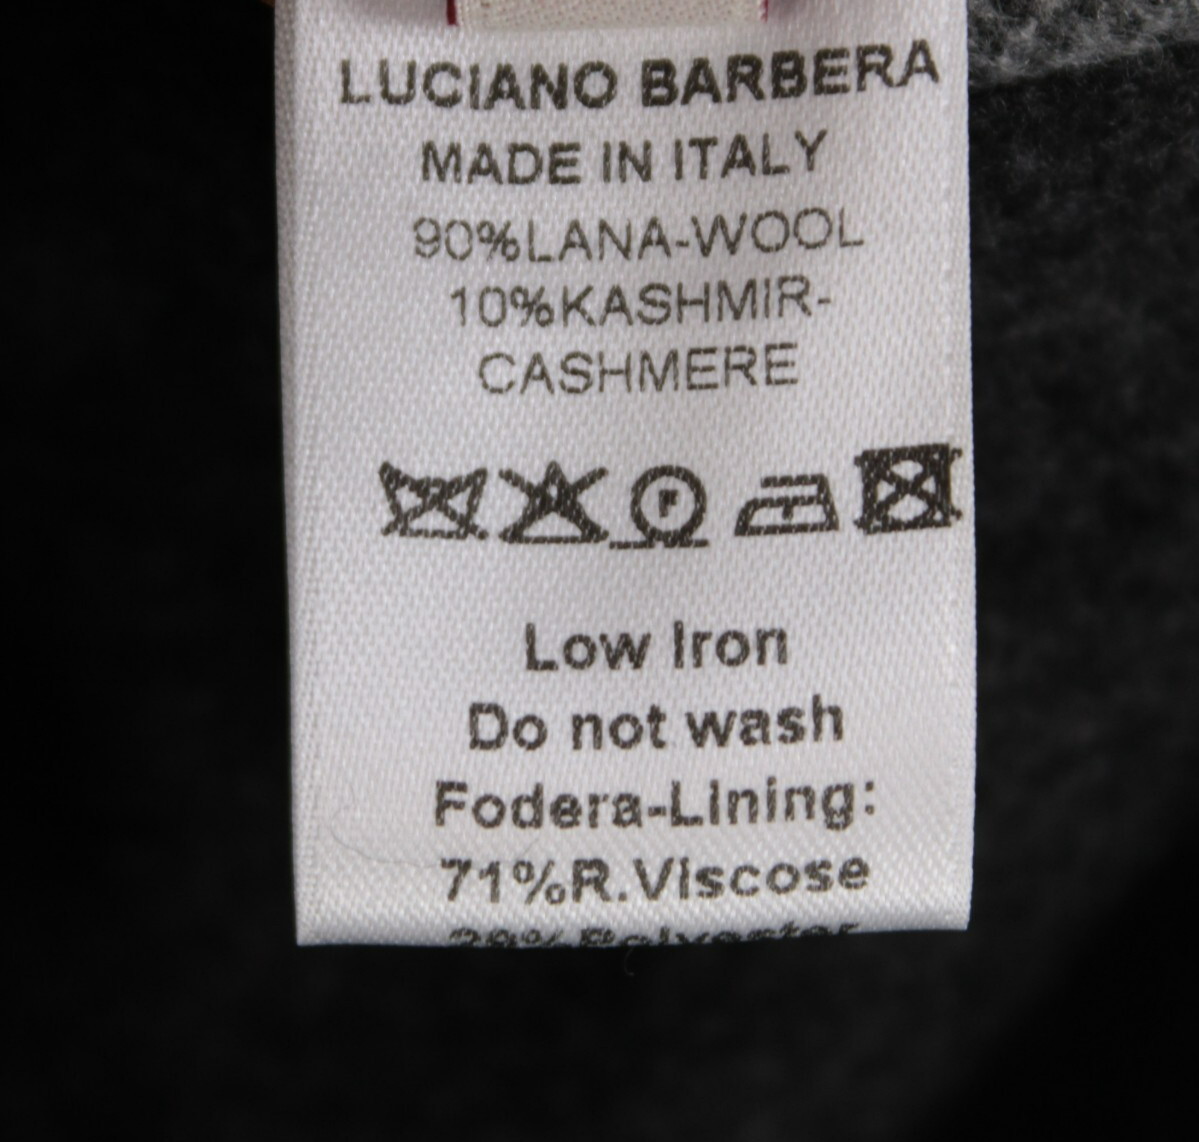 LUCIANO BARBERA
MADE IN ITALY
90%LANA-WOOL
10%KASHMIR-
CASHMERE
F
Low Iron
Do not wash
Fodera-Lining:
71%R.Viscose
Polyester